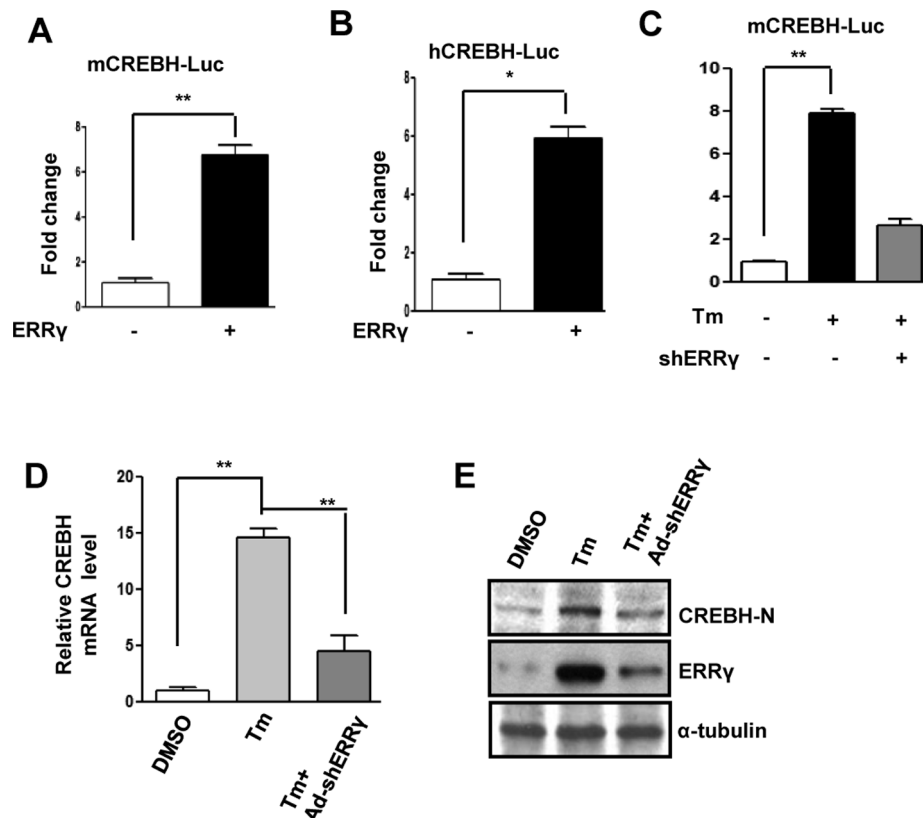 A
mCREBH-Luc
**
Fold change
8
6
4
2
0
ERRγ - +
B
hCREBH-Luc
*
Fold change
8
6
4
2
0
ERRγ - +
C
mCREBH-Luc
**
10
8
6
4
2
0
Tm - + +
shERRγ - - +
D
** **
Relative CREBH
mRNA level
20
15
10
5
0
DMSO
Tm
Tm+
Ad-shERRγ
E
DMSO
Tm
Tm+
Ad-shERRγ
CREBH-N
ERRγ
α-tubulin